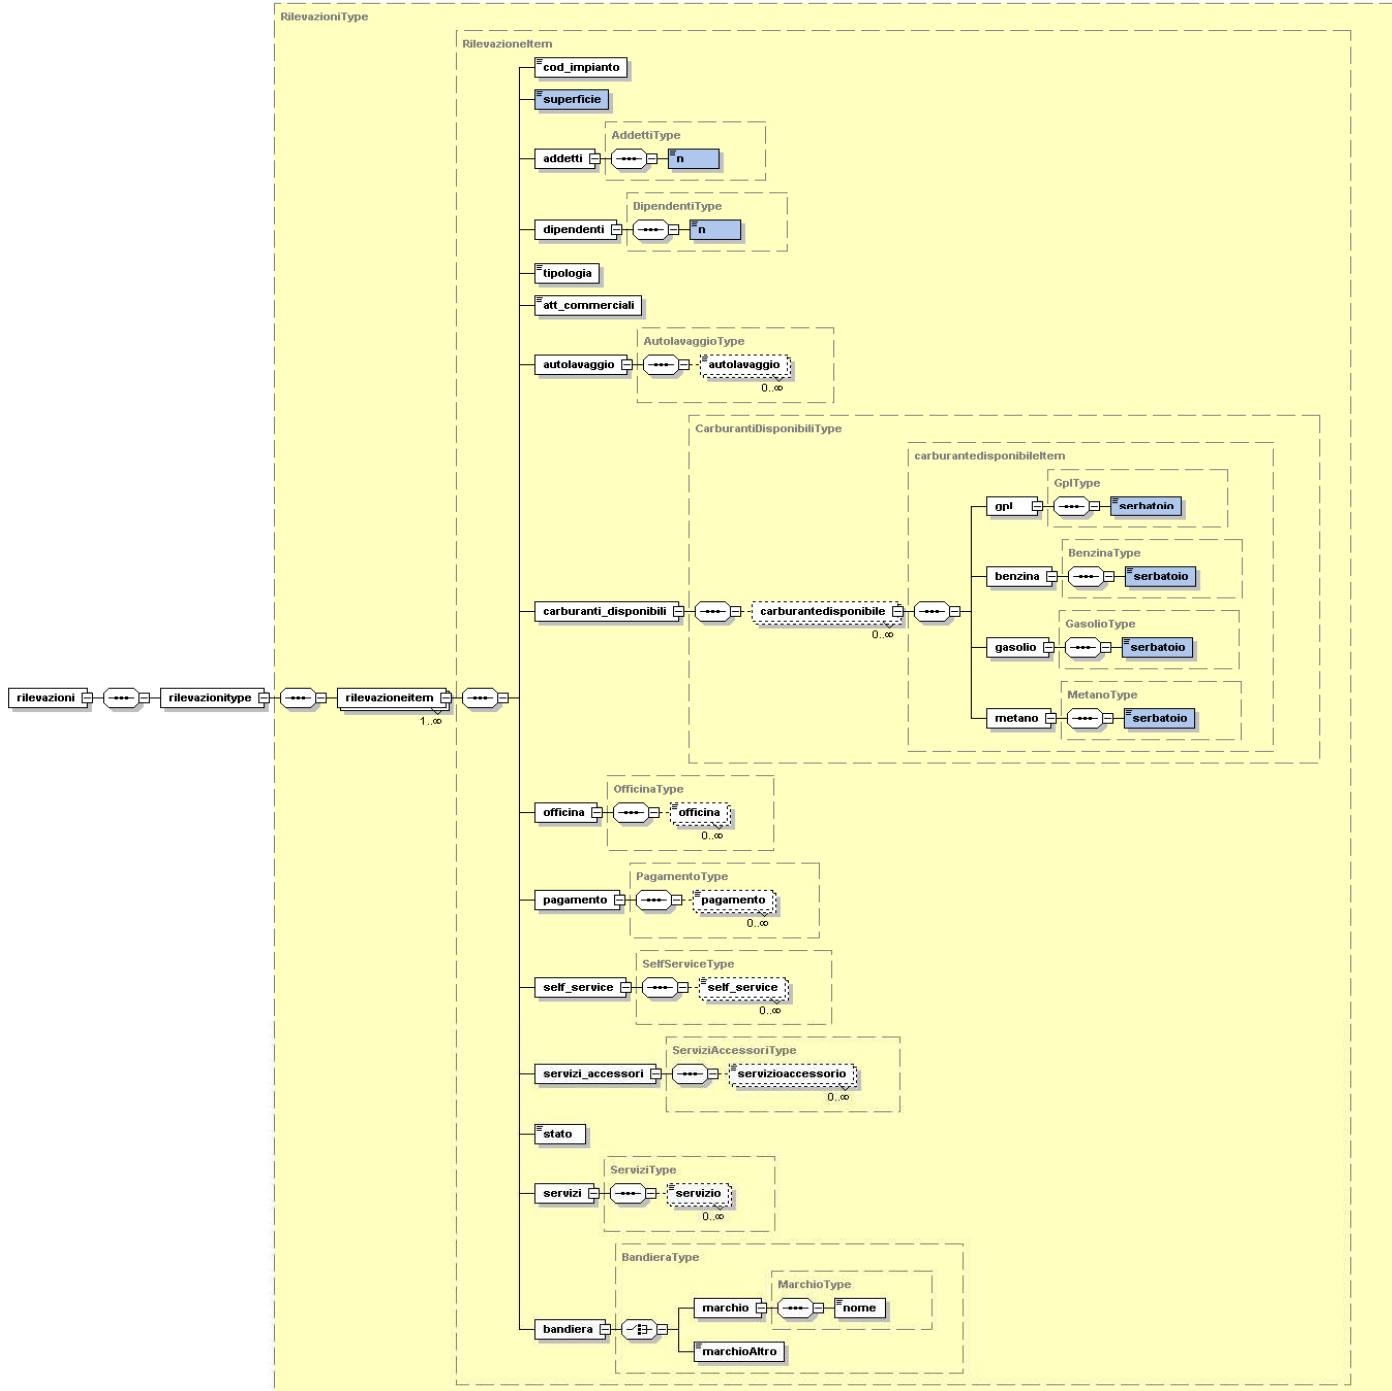 RilevazioniType
RilevazioneItem
cod_impianto
superficie
AddettiType
addetti
n
DipendentiType
dipendenti
n
tipologia
att_commerciali
AutolavaggioType
autolavaggio
autolavaggio
0..∞
CarburantiDisponibiliType
carburantedisponibileItem
GplType
gpl
serbatoio
BenzinaType
benzina
serbatoio
carburanti_disponibili
carburantedisponibile
0..∞
GasolioType
gasolio
serbatoio
MetanoType
metano
serbatoio
rilevazioni
rilevazionitype
rilevazioneitem
1..∞
OfficinaType
officina
officina
0..∞
PagamentoType
pagamento
pagamento
0..∞
SelfServiceType
self_service
self_service
0..∞
ServiziAccessoriType
servizi_accessori
servizioaccessorio
0..∞
stato
ServiziType
servizi
servizio
0..∞
BandieraType
MarchioType
marchio
nome
bandiera
marchioAltro